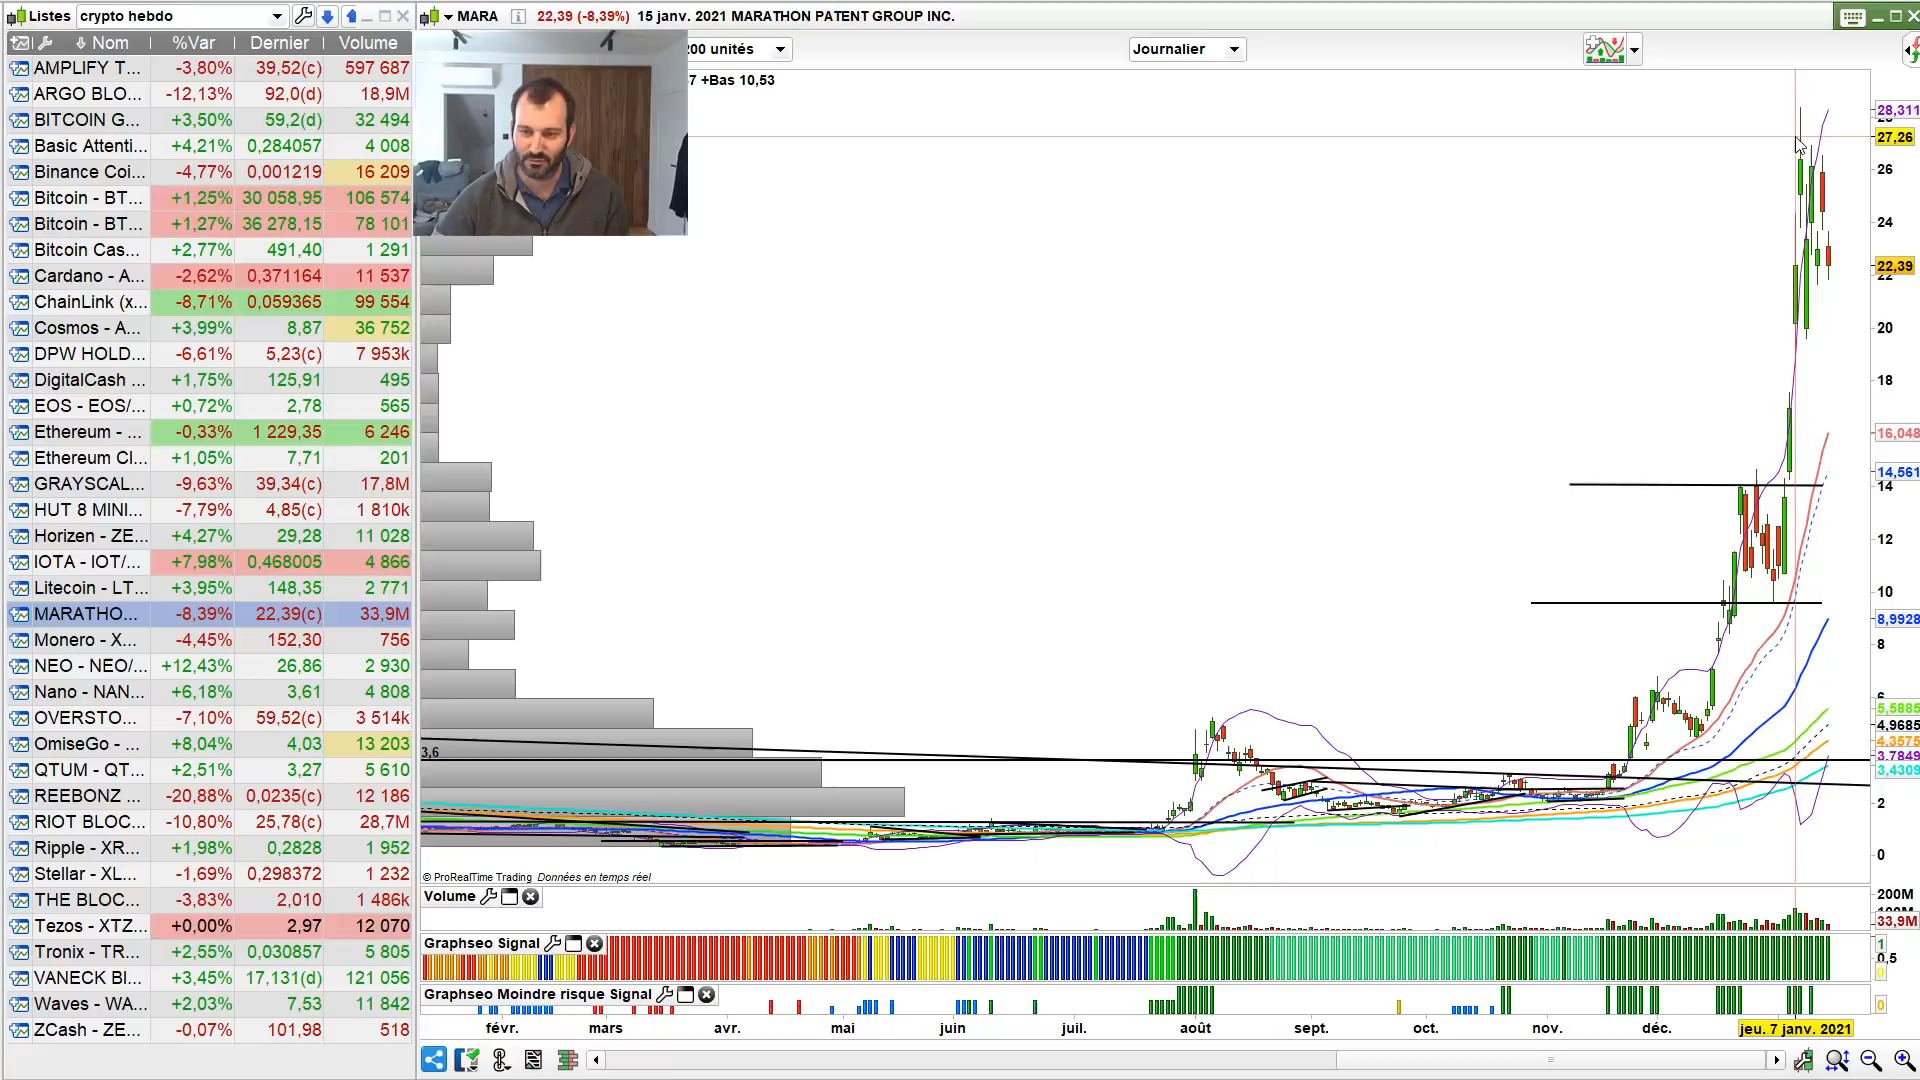 Listes crypto hebdo
MARA 22,39 (-8,39%) 15 janv. 2021 MARATHON PATENT GROUP INC.
Nom %Var Dernier Volume
200 unités Journalier
7 +Bas 10,53
AMPLIFY T... -3,80% 39,52(c) 597 687
ARGO BLO... -12,13% 92,0(d) 18,9M
BITCOIN G... +3,50% 59,2(d) 32 494
Basic Attenti... +4,21% 0,284057 4 008
Binance Coi... -4,77% 0,001219 16 209
Bitcoin - BT... +1,25% 30 058,95 106 574
Bitcoin - BT... +1,27% 36 278,15 78 101
Bitcoin Cas... +2,77% 491,40 1 291
Cardano - A... -2,62% 0,371164 11 537
ChainLink (x... -8,71% 0,059365 99 554
Cosmos - A... +3,99% 8,87 36 752
DPW HOLD... -6,61% 5,23(c) 7 953k
DigitalCash ... +1,75% 125,91 495
EOS - EOS/... +0,72% 2,78 565
Ethereum - ... -0,33% 1 229,35 6 246
Ethereum Cl... +1,05% 7,71 201
GRAYSCAL... -9,63% 39,34(c) 17,8M
HUT 8 MINI... -7,79% 4,85(c) 1 810k
Horizen - ZE... +4,27% 29,28 11 028
IOTA - IOT/... +7,98% 0,468005 4 866
Litecoin - LT... +3,95% 148,35 2 771
MARATHO... -8,39% 22,39(c) 33,9M
Monero - X... -4,45% 152,30 756
NEO - NEO/... +12,43% 26,86 2 930
Nano - NAN... +6,18% 3,61 4 808
OVERSTO... -7,10% 59,52(c) 3 514k
OmiseGo - ... +8,04% 4,03 13 203
QTUM - QT... +2,51% 3,27 5 610
REEBONZ ... -20,88% 0,0235(c) 12 186
RIOT BLOC... -10,80% 25,78(c) 28,7M
Ripple - XR... +1,98% 0,2828 1 952
Stellar - XL... -1,69% 0,298372 1 232
THE BLOC... -3,83% 2,010 1 486k
Tezos - XTZ... +0,00% 2,97 12 070
Tronix - TR... +2,55% 0,030857 5 805
VANECK BI... +3,45% 17,131(d) 121 056
Waves - WA... +2,03% 7,53 11 842
ZCash - ZE... -0,07% 101,98 518
28,311
27,26
26
24
22,39
22
20
18
16,048
14,561
14
12
10
8,9928
8
6
5,5885
4,9685
4,3575
3,7849
3,4309
2
0
3,6
© ProRealTime Trading Données en temps réel
Volume
200M
33,9M
Graphseo Signal
1
0,5
0
Graphseo Moindre risque Signal
0
févr. mars avr. mai juin juil. août sept. oct. nov. déc. jeu. 7 janv. 2021